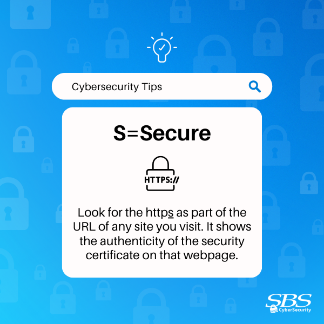 Cybersecurity Tips
S=Secure
HTTPS://
Look for the https as part of the
URL of any site you visit. It shows
the authenticity of the security
certificate on that webpage.
SBS
CyberSecurity